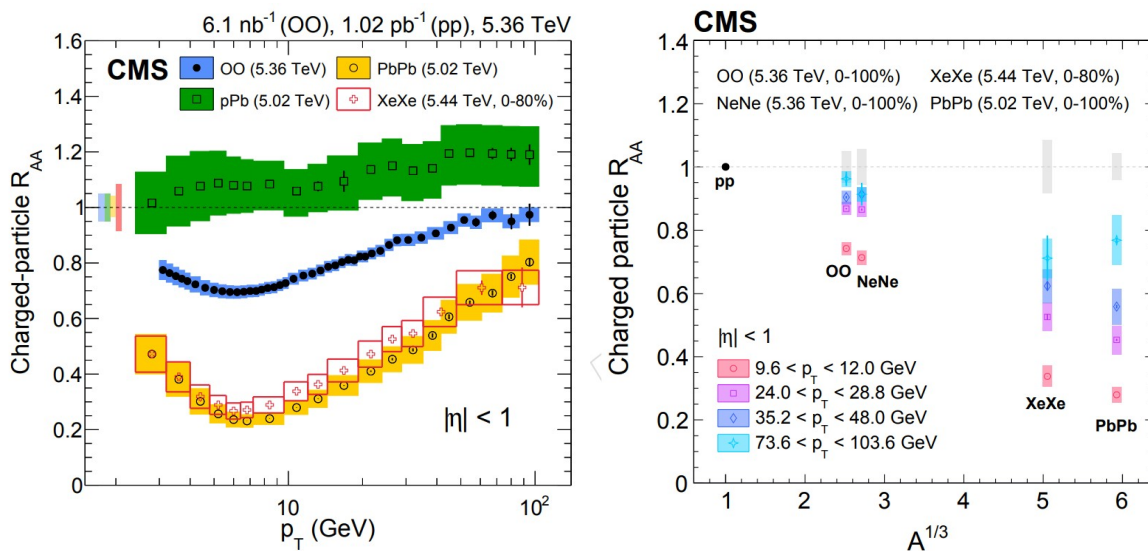 6.1 nb⁻¹ (OO), 1.02 pb⁻¹ (pp), 5.36 TeV
CMS
OO (5.36 TeV)
PbPb (5.02 TeV)
pPb (5.02 TeV)
XeXe (5.44 TeV, 0-80%)
Charged-particle R_AA
1.6
1.4
1.2
1
0.8
0.6
0.4
0.2
0
|η| < 1
10
10²
p_T (GeV)
CMS
OO (5.36 TeV, 0-100%)
XeXe (5.44 TeV, 0-80%)
NeNe (5.36 TeV, 0-100%)
PbPb (5.02 TeV, 0-100%)
Charged particle R_AA
1.4
1.2
1
0.8
0.6
0.4
0.2
0
pp
OO
NeNe
XeXe
PbPb
|η| < 1
9.6 < p_T < 12.0 GeV
24.0 < p_T < 28.8 GeV
35.2 < p_T < 48.0 GeV
73.6 < p_T < 103.6 GeV
1 2 3 4 5 6
A^1/3